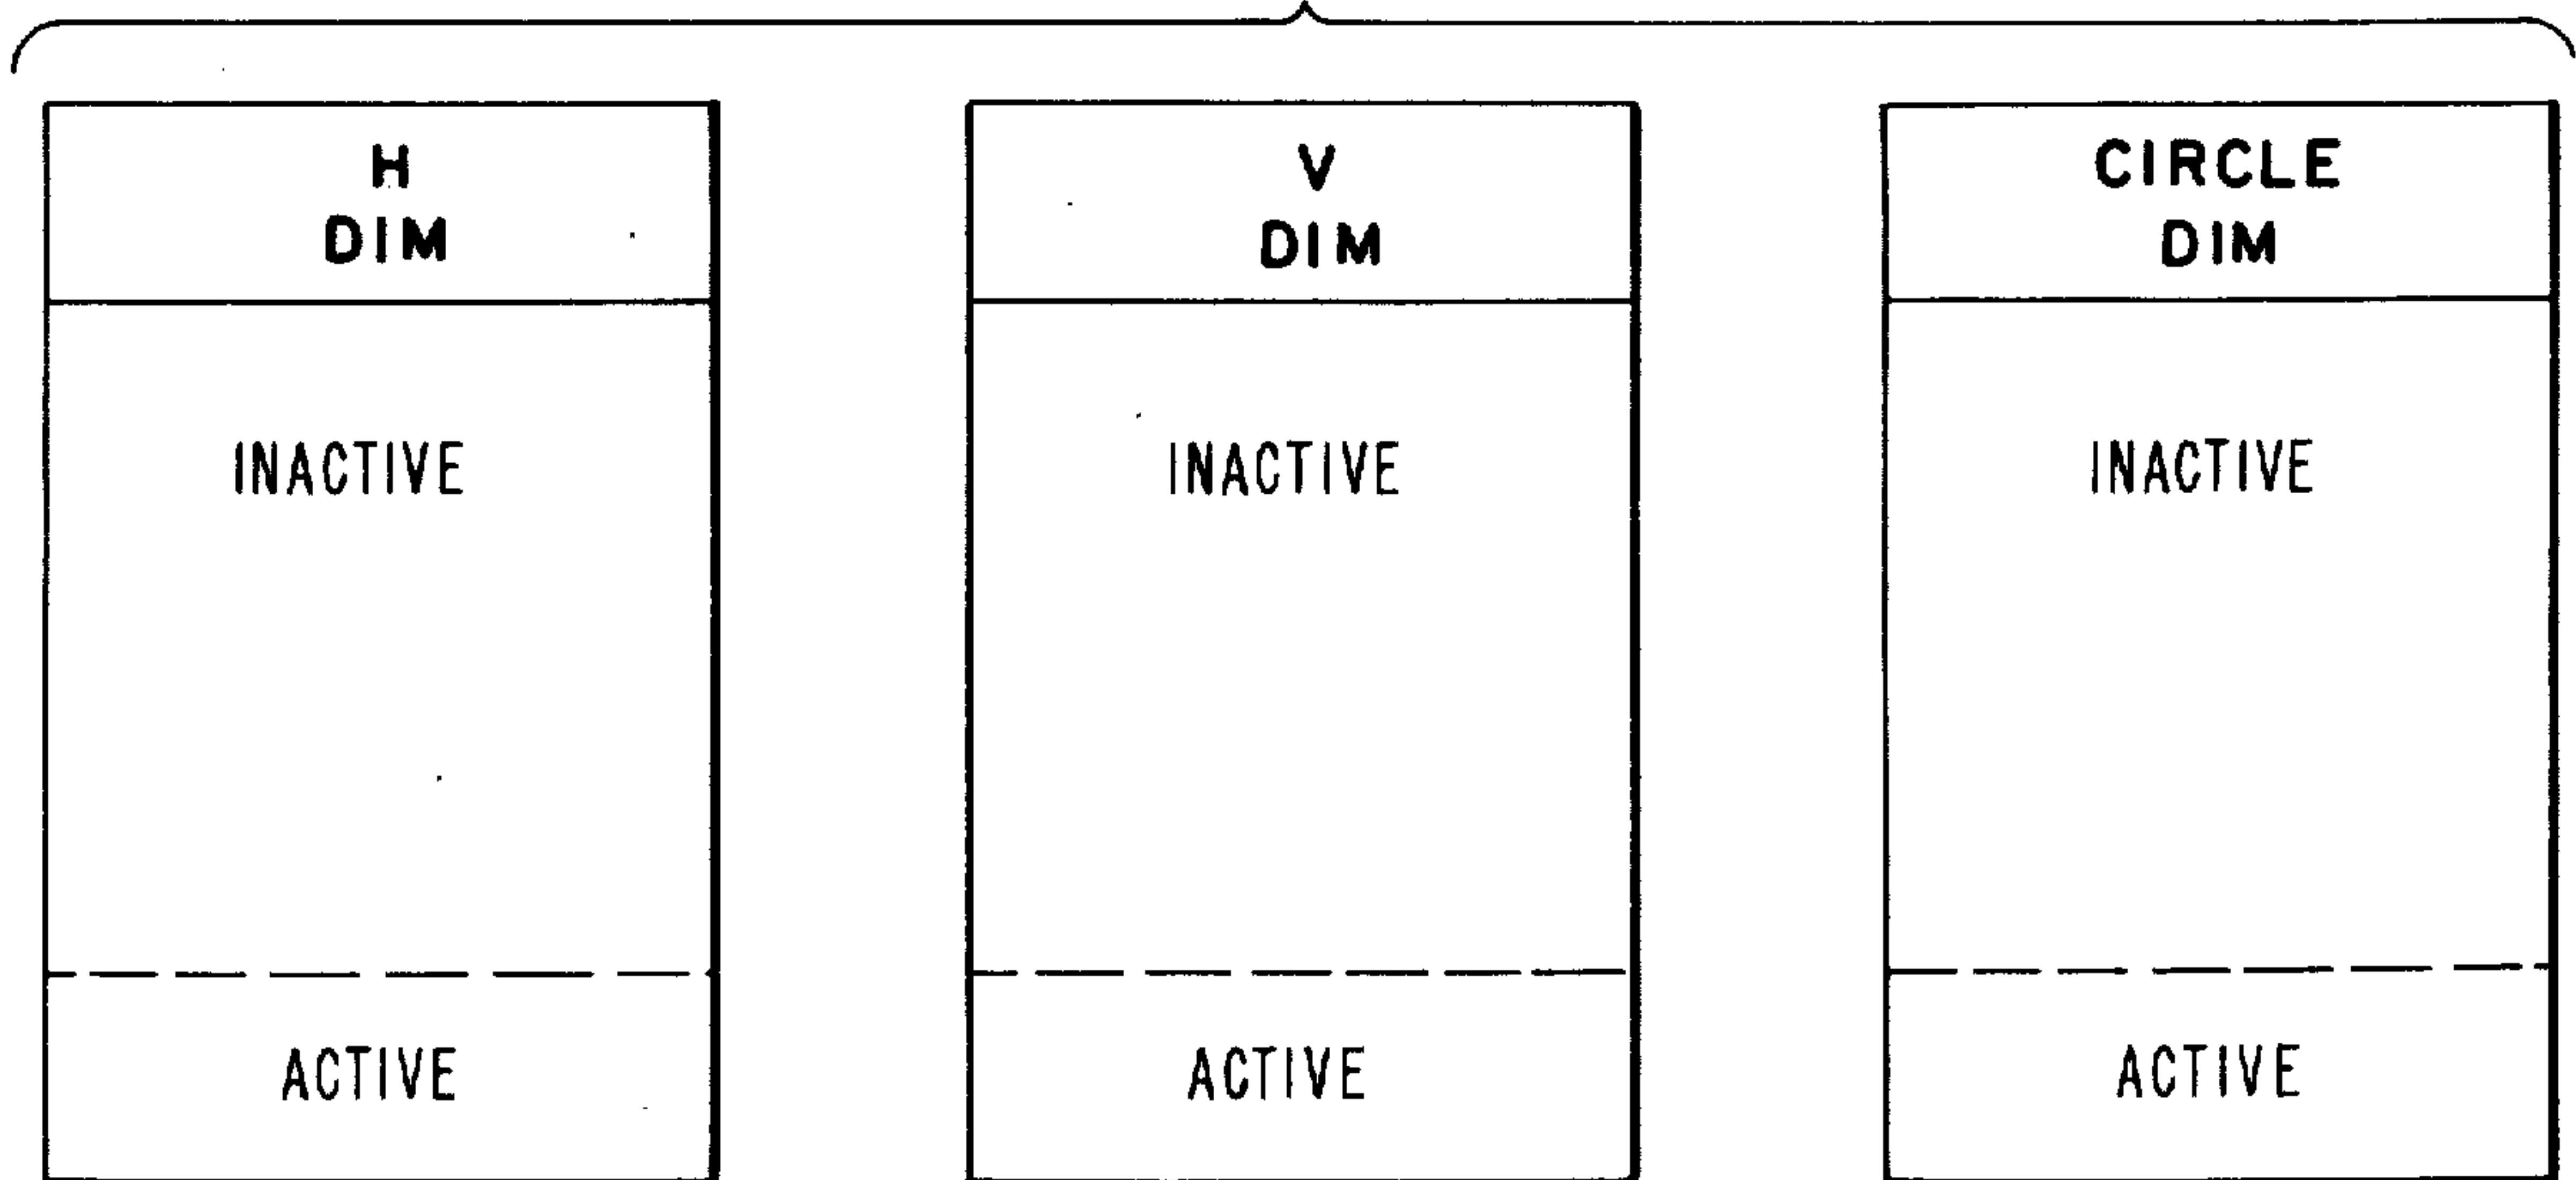 H
DIM
INACTIVE
ACTIVE
V
DIM
INACTIVE
ACTIVE
CIRCLE
DIM
INACTIVE
ACTIVE